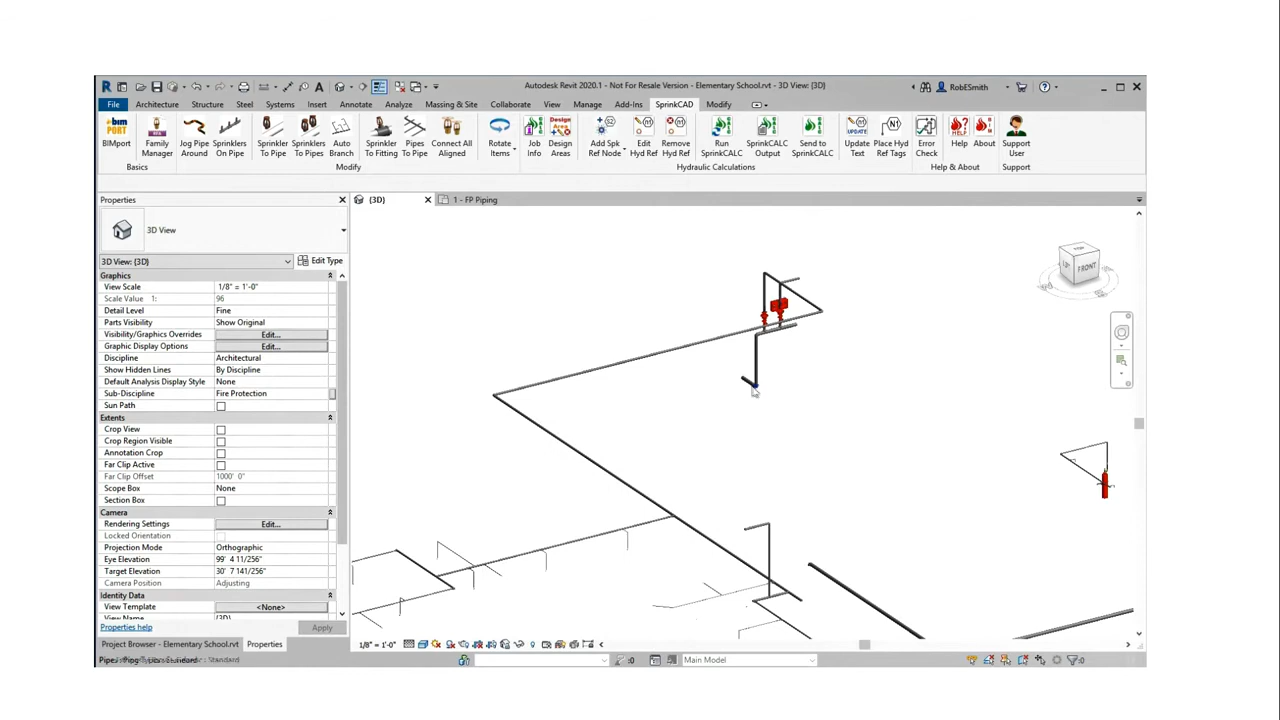 Autodesk Revit 2020.1 - Not For Resale Version - Elementary School.rvt - 3D View: {3D}
RobESmith
File Architecture Structure Steel Systems Insert Annotate Analyze Massing & Site Collaborate View Manage Add-Ins SprinkCAD Modify
BIMport Family Manager Jog Pipe Around Sprinklers On Pipe Sprinkler To Pipe Sprinklers To Pipes Auto Branch Sprinkler To Fitting Pipes To Pipe Connect All Aligned Rotate Items Job Info Design Areas Add Spk Ref Node Edit Hyd Ref Remove Hyd Ref Run SprinkCALC SprinkCALC Output Send to SprinkCALC Update Text Place Hyd Ref Tags Error Check Help About Support User
Basics Modify Hydraulic Calculations Help & About Support
Properties
{3D} 1 - FP Piping
3D View
3D View: {3D} Edit Type
Graphics
View Scale 1/8" = 1'-0"
Scale Value 1: 96
Detail Level Fine
Parts Visibility Show Original
Visibility/Graphics Overrides Edit...
Graphic Display Options Edit...
Discipline Architectural
Show Hidden Lines By Discipline
Default Analysis Display Style None
Sub-Discipline Fire Protection
Sun Path
Extents
Crop View
Crop Region Visible
Annotation Crop
Far Clip Active
Far Clip Offset 1000' 0"
Scope Box None
Section Box
Camera
Rendering Settings Edit...
Locked Orientation
Projection Mode Orthographic
Eye Elevation 99' 4 11/256"
Target Elevation 30' 7 141/256"
Camera Position Adjusting
Identity Data
View Template <None>
View Name {3D}
Properties help Apply
Project Browser - Elementary School.rvt Properties
1/8" = 1'-0"
: Standard
:0 Main Model :0
FRONT